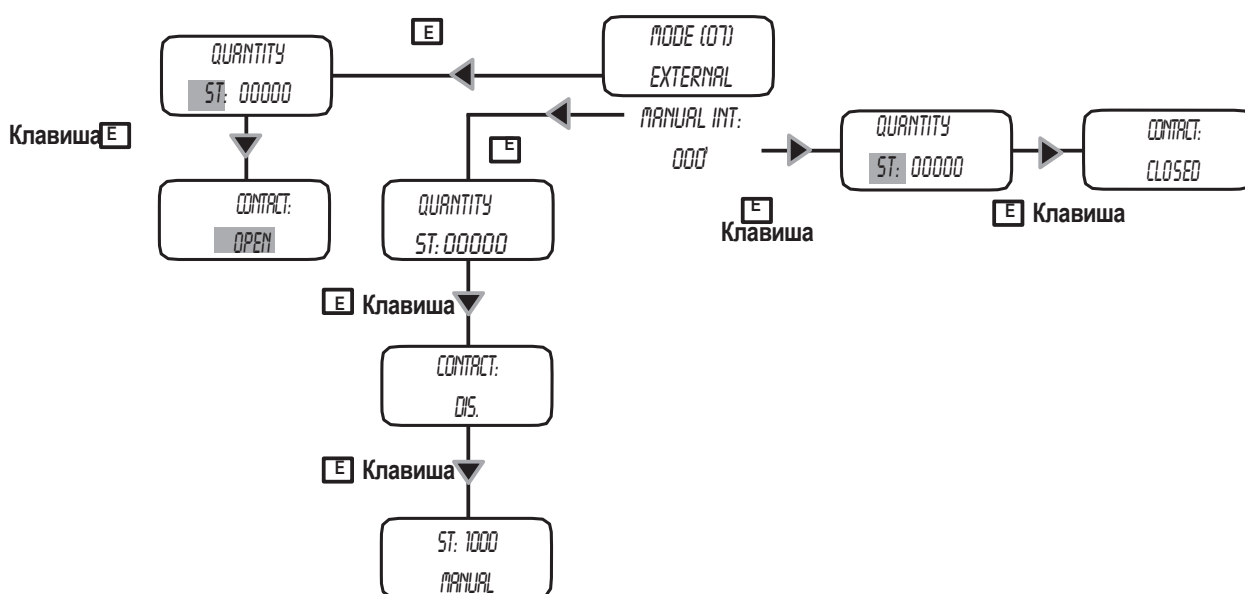 E
QUANTITY
ST: 00000
Клавиша E
CONTACT:
OPEN
MODE (07)
EXTERNAL
MANUAL INT:
000'
E
QUANTITY
ST: 00000
E Клавиша
CONTACT:
DIS.
E Клавиша
ST: 1000
MANUAL
E
Клавиша
QUANTITY
ST: 00000
E Клавиша
CONTACT:
CLOSED